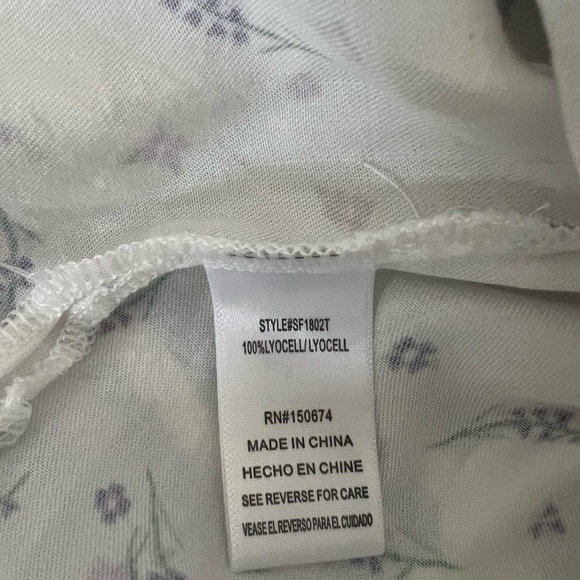 STYLE#SF1802T
100%LYOCELL/ LYOCELL
RN#150674
MADE IN CHINA
HECHO EN CHINE
SEE REVERSE FOR CARE
VEASE EL REVERSO PARA EL CUIDADO